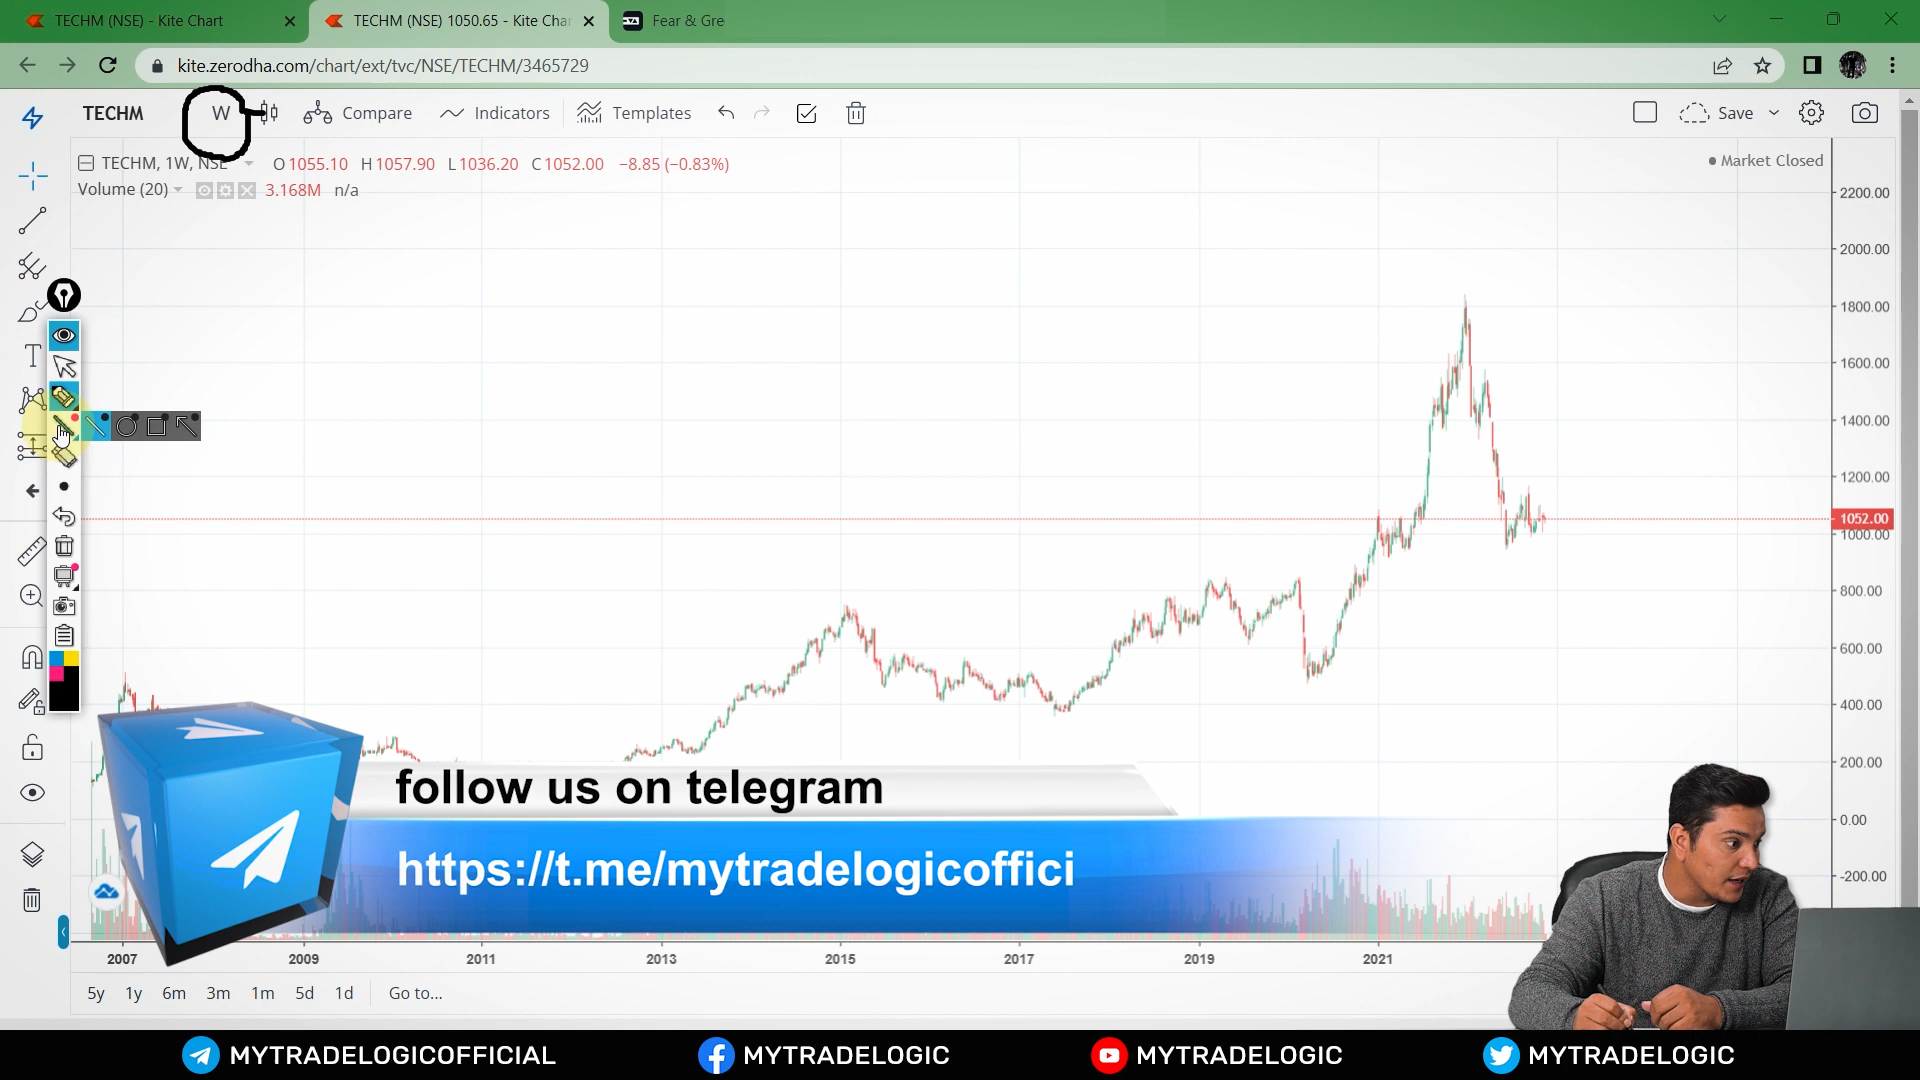 TECHM (NSE) - Kite Chart
TECHM (NSE) 1050.65 - Kite Cha
Fear & Gre
kite.zerodha.com/chart/ext/tvc/NSE/TECHM/3465729
TECHM W Compare Indicators Templates Save
TECHM, 1W, NSE O1055.10 H1057.90 L1036.20 C1052.00 −8.85 (−0.83%)
Market Closed
Volume (20) 3.168M n/a
2200.00
2000.00
1800.00
1600.00
1400.00
1200.00
1052.00
1000.00
800.00
600.00
400.00
200.00
0.00
-200.00
follow us on telegram
https://t.me/mytradelogicoffici
2007 2009 2011 2013 2015 2017 2019 2021
5y 1y 6m 3m 1m 5d 1d Go to...
MYTRADELOGICOFFICIAL MYTRADELOGIC MYTRADELOGIC MYTRADELOGIC